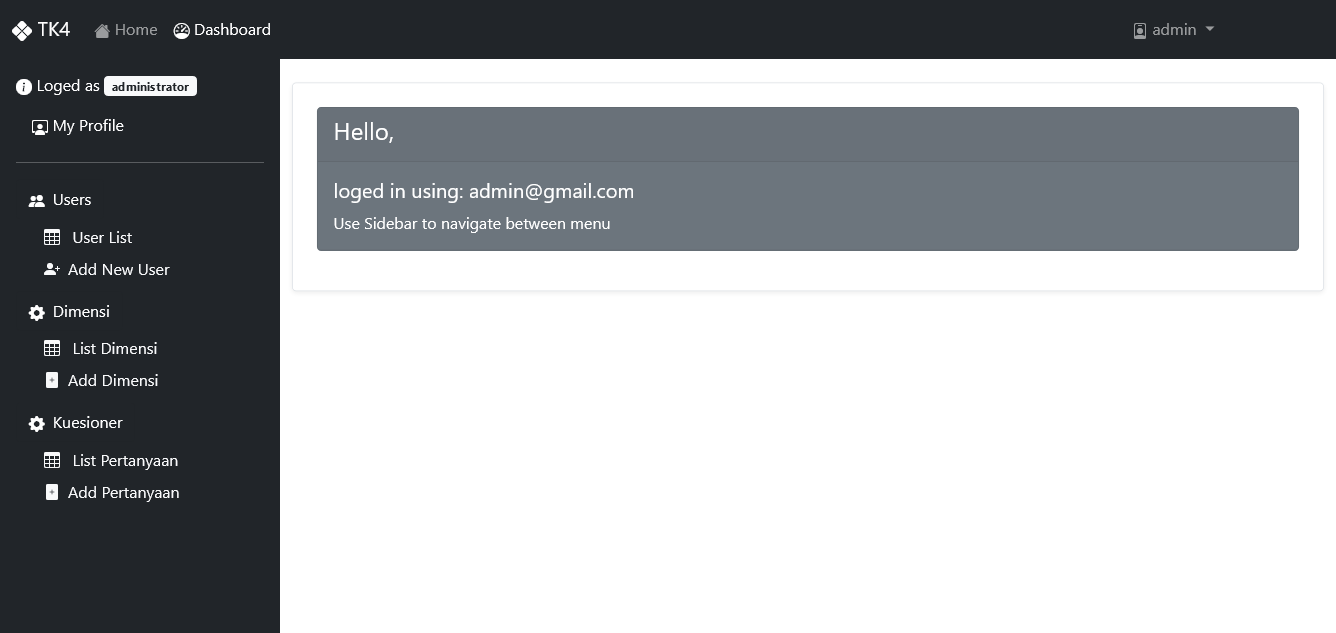 TK4 Home Dashboard admin
Loged as administrator
My Profile
Users
User List
Add New User
Dimensi
List Dimensi
Add Dimensi
Kuesioner
List Pertanyaan
Add Pertanyaan
Hello,
loged in using: admin@gmail.com
Use Sidebar to navigate between menu